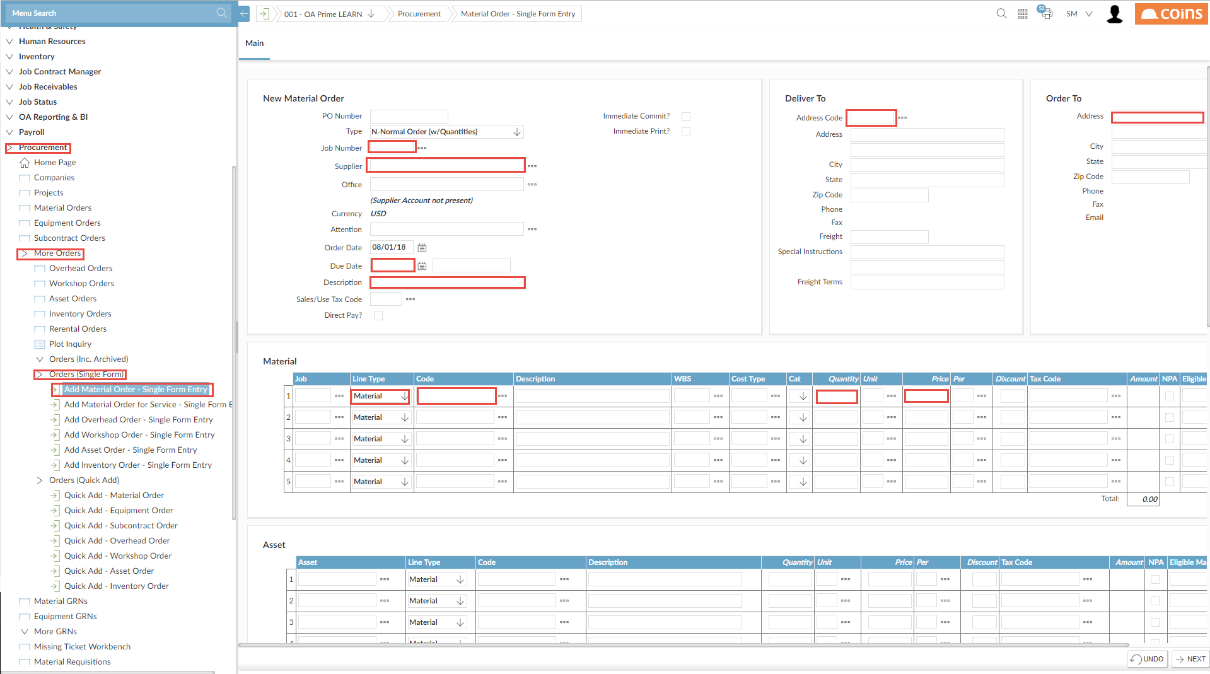 Menu Search
001 - OA Prime LEARN
Procurement
Material Order - Single Form Entry
SM
COINS
Health & Safety
Human Resources
Inventory
Job Contract Manager
Job Receivables
Job Status
OA Reporting & BI
Payroll
Procurement
Home Page
Companies
Projects
Material Orders
Equipment Orders
Subcontract Orders
More Orders
Overhead Orders
Workshop Orders
Asset Orders
Inventory Orders
Rerental Orders
Plot Inquiry
Orders (Inc. Archived)
Orders (Single Form)
Add Material Order - Single Form Entry
Add Material Order for Service - Single Form E
Add Overhead Order - Single Form Entry
Add Workshop Order - Single Form Entry
Add Asset Order - Single Form Entry
Add Inventory Order - Single Form Entry
Orders (Quick Add)
Quick Add - Material Order
Quick Add - Equipment Order
Quick Add - Subcontract Order
Quick Add - Overhead Order
Quick Add - Workshop Order
Quick Add - Asset Order
Quick Add - Inventory Order
Material GRNs
Equipment GRNs
More GRNs
Missing Ticket Workbench
Material Requisitions
Main
New Material Order
PO Number
Type N-Normal Order (w/Quantities)
Job Number
Supplier
Office
(Supplier Account not present)
Currency USD
Attention
Order Date 08/01/18
Due Date
Description
Sales/Use Tax Code
Direct Pay?
Immediate Commit?
Immediate Print?
Deliver To
Address Code
Address
City
State
Zip Code
Phone
Fax
Freight
Special Instructions
Freight Terms
Order To
Address
City
State
Zip Code
Phone
Fax
Email
Material
Job Line Type Code Description WBS Cost Type Cat Quantity Unit Price Per Discount Tax Code Amount NPA Eligible
1 Material
2 Material
3 Material
4 Material
5 Material
Total: 0.00
Asset
Asset Line Type Code Description Quantity Unit Price Per Discount Tax Code Amount NPA Eligible Ma
1 Material
2 Material
3 Material
4 Material
UNDO
NEXT